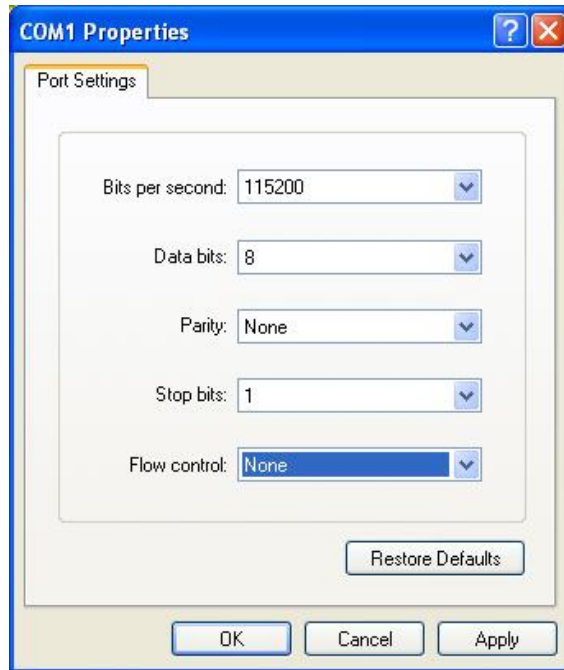 COM1 Properties
Port Settings
Bits per second: 115200
Data bits: 8
Parity: None
Stop bits: 1
Flow control: None
Restore Defaults
OK Cancel Apply